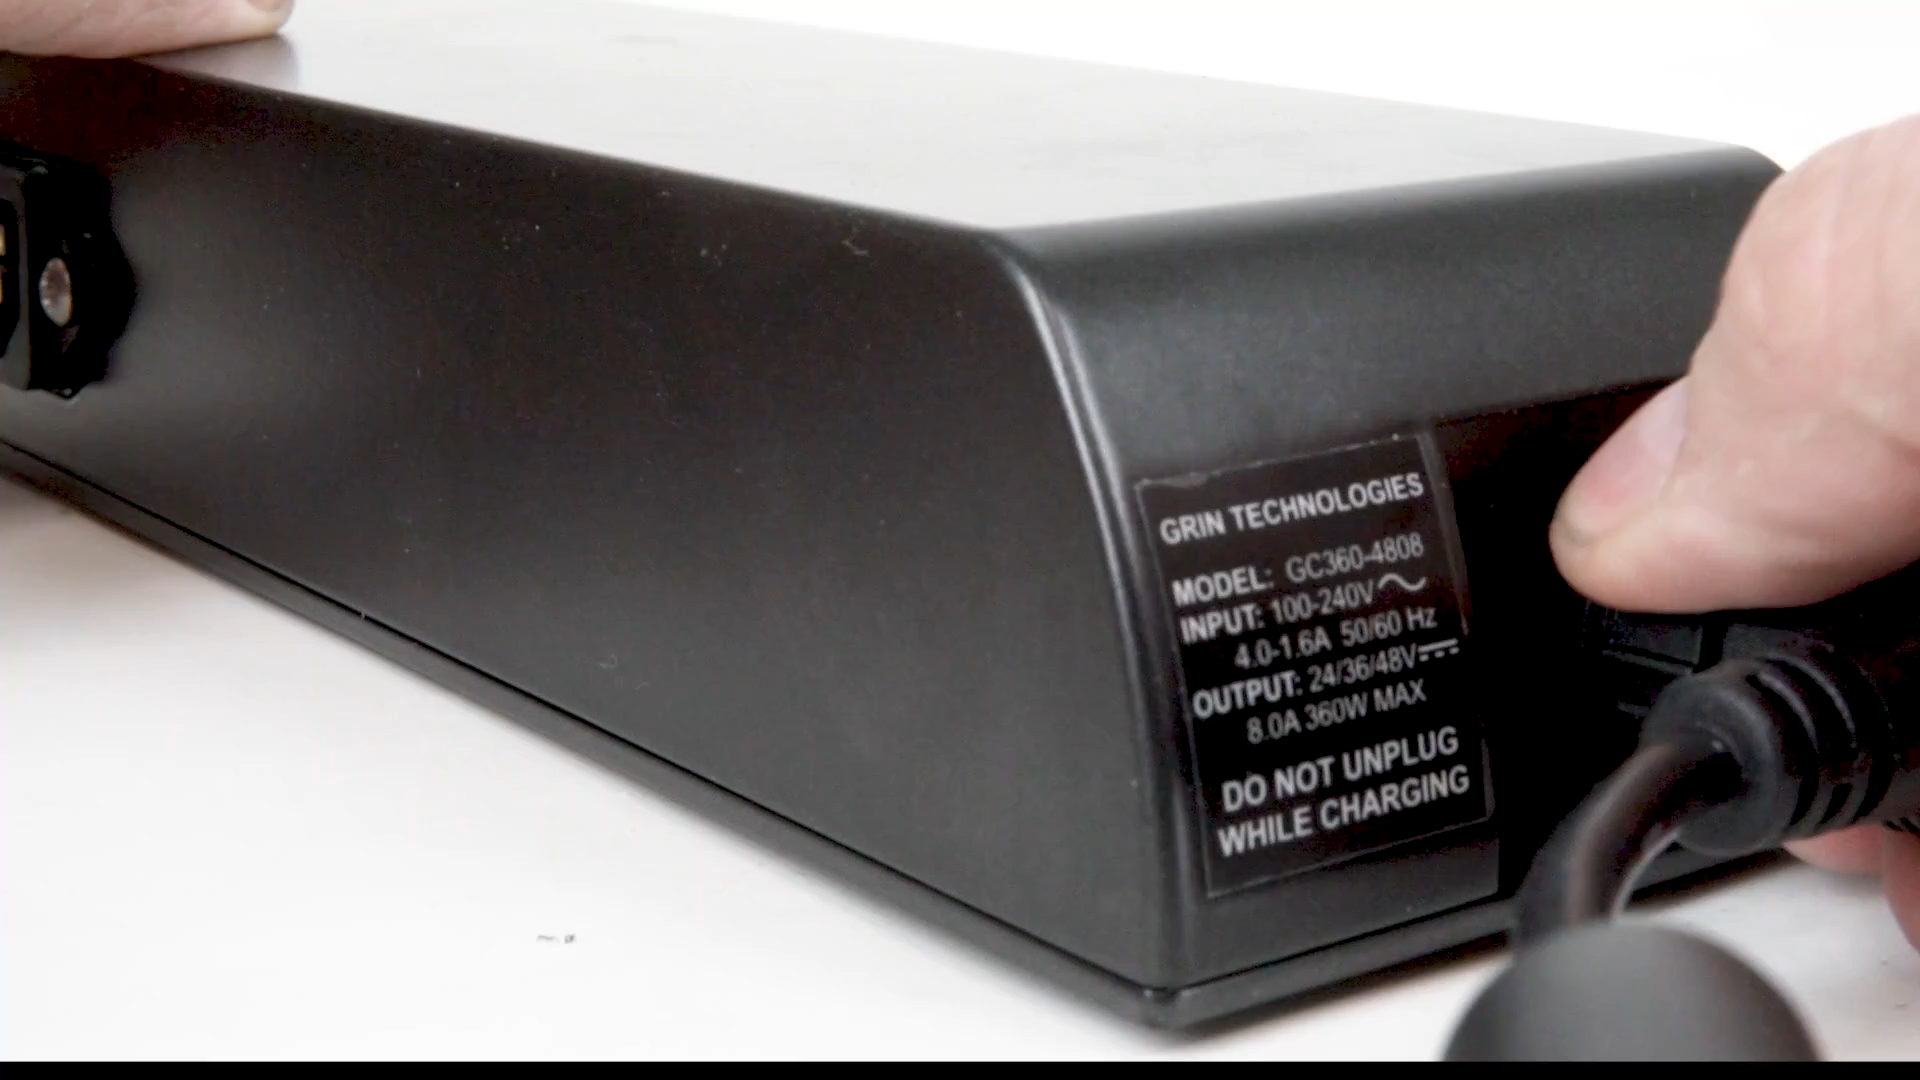 GRIN TECHNOLOGIES
MODEL: GC360-4808
INPUT: 100-240V～
4.0-1.6A 50/60 Hz
OUTPUT: 24/36/48V⎓
8.0A 360W MAX
DO NOT UNPLUG
WHILE CHARGING